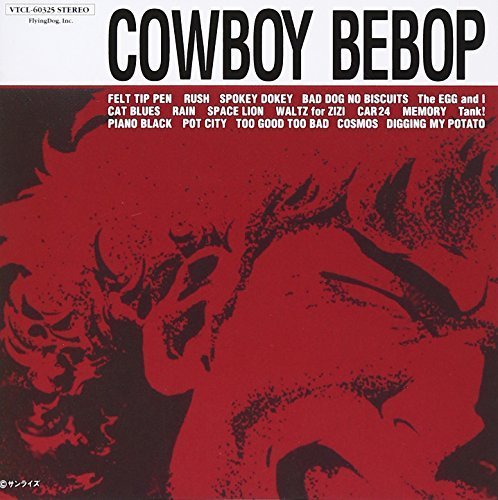 VTCL-60325 STEREO
FlyingDog, Inc.
COWBOY BEBOP
FELT TIP PEN RUSH SPOKEY DOKEY BAD DOG NO BISCUITS The EGG and I
CAT BLUES RAIN SPACE LION WALTZ for ZIZI CAR 24 MEMORY Tank!
PIANO BLACK POT CITY TOO GOOD TOO BAD COSMOS DIGGING MY POTATO
©サンライズ